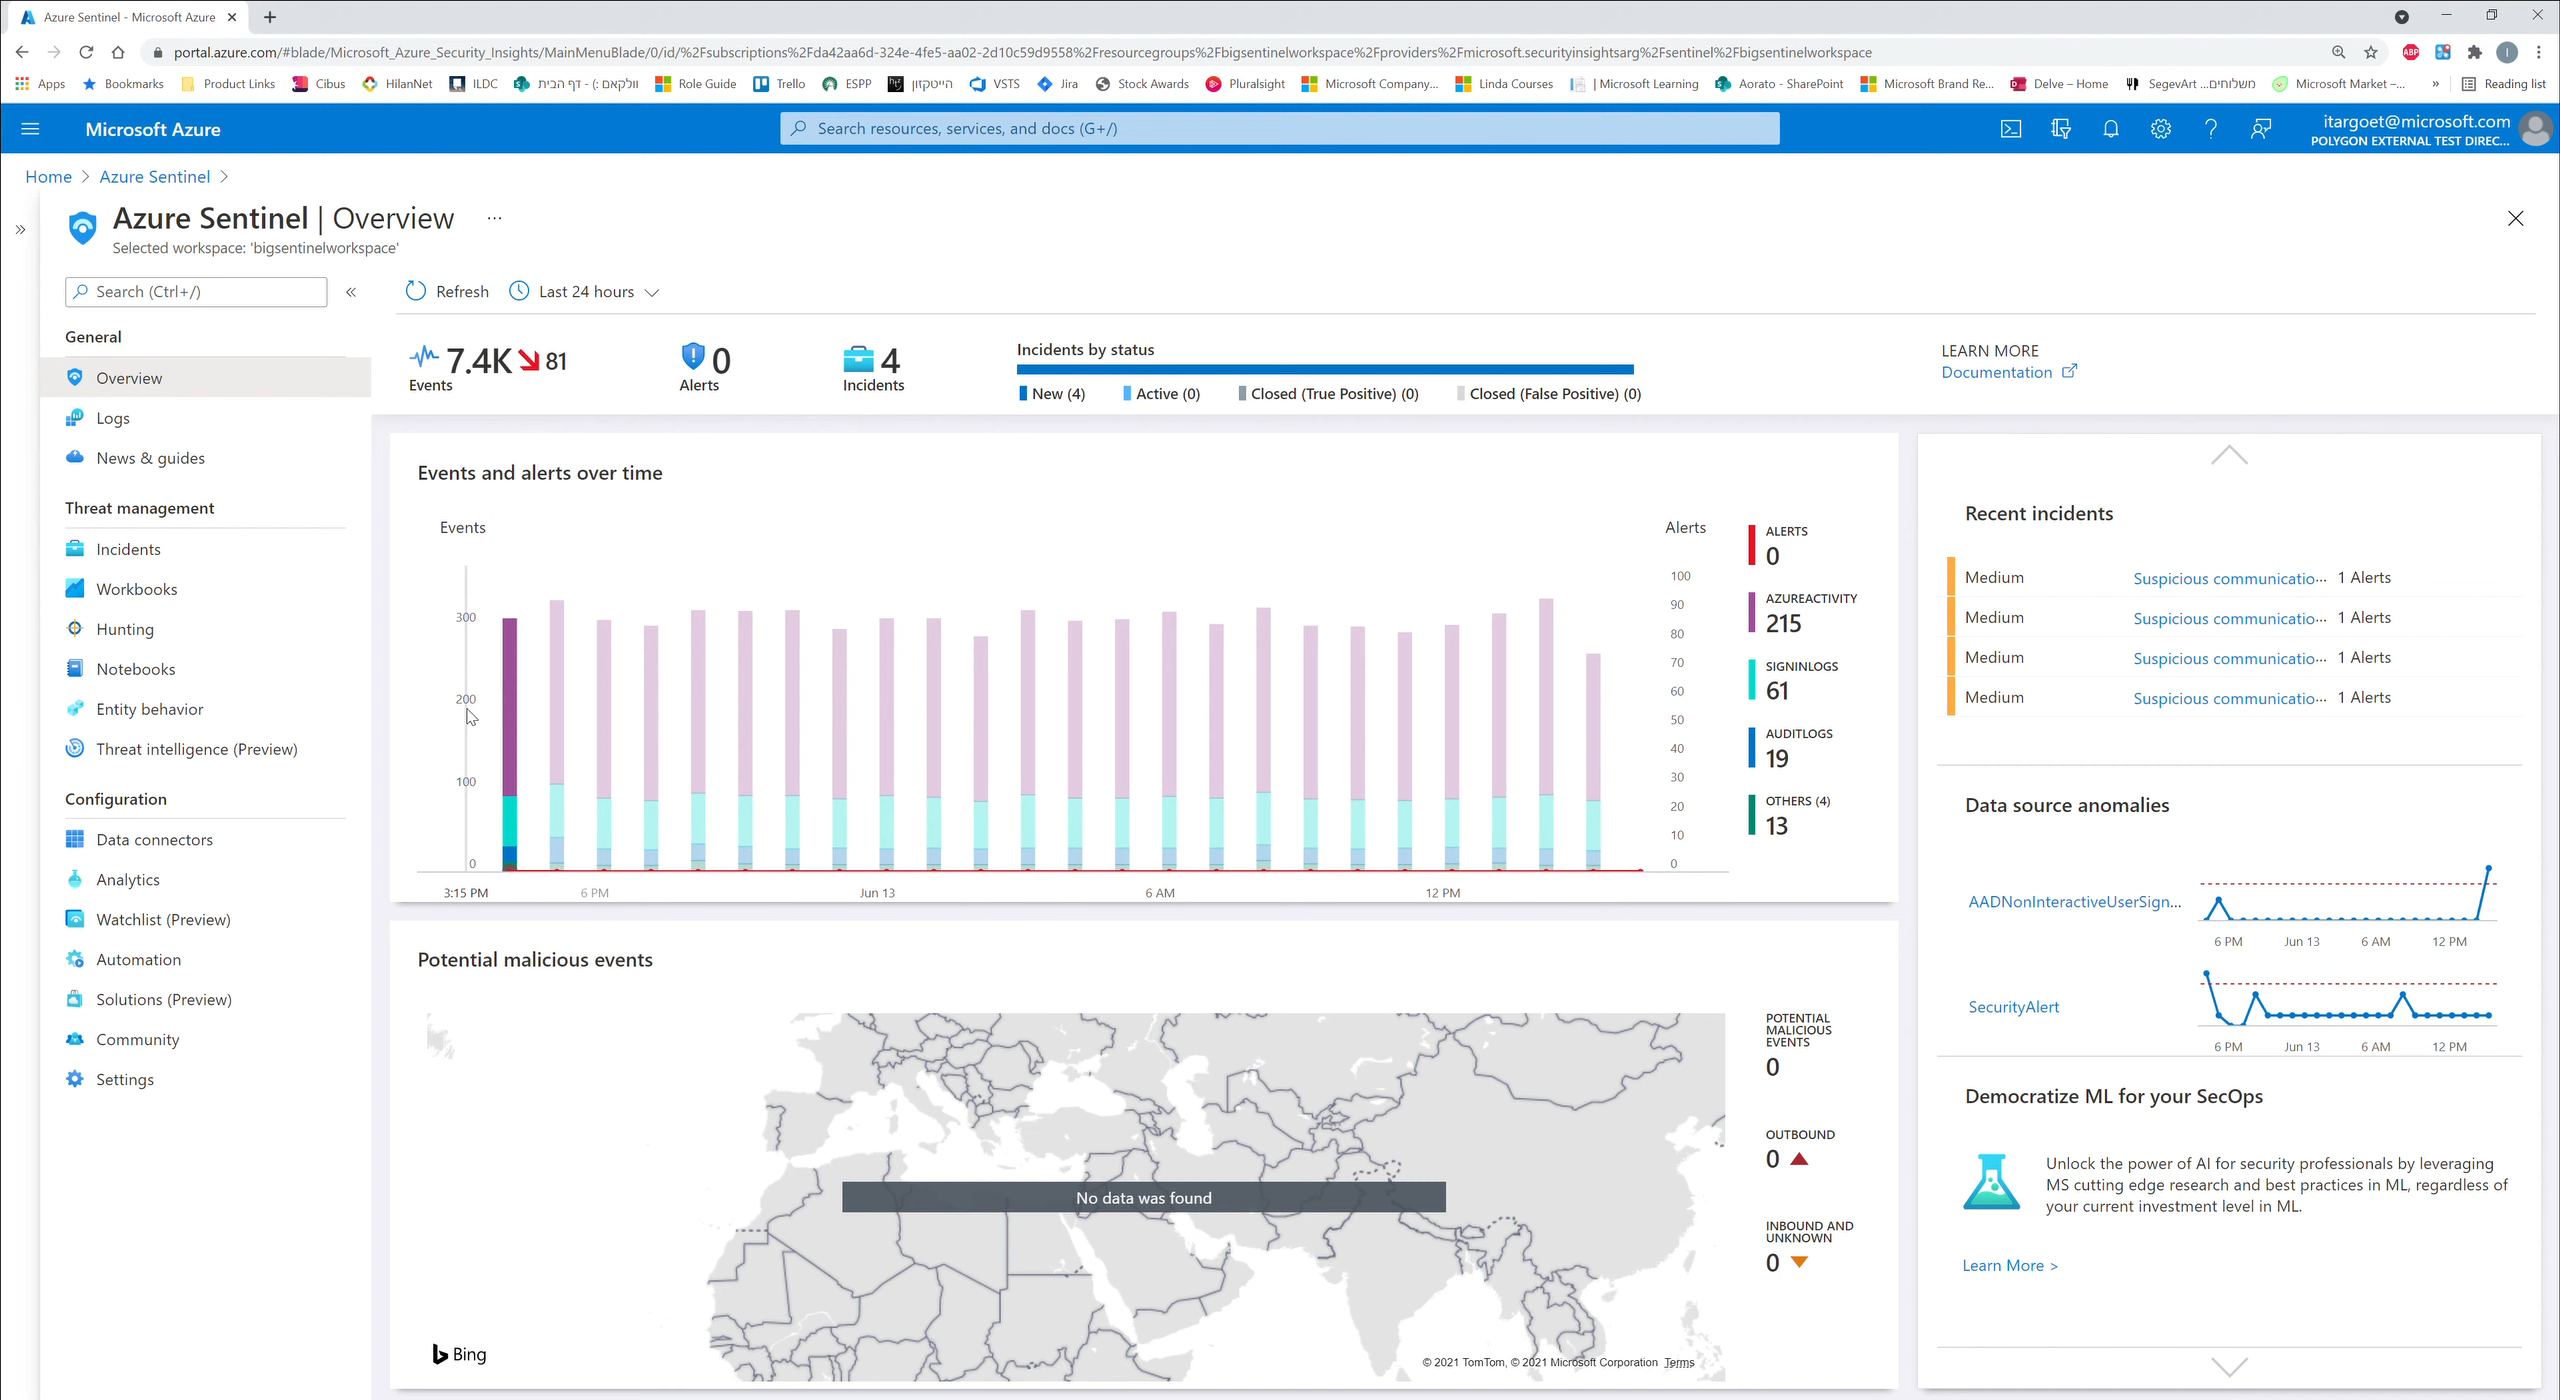 Azure Sentinel - Microsoft Azure
portal.azure.com/#blade/Microsoft_Azure_Security_Insights/MainMenuBlade/0/id/%2Fsubscriptions%2Fda42aa6d-324e-4fe5-aa02-2d10c59d9558%2Fresourcegroups%2Fbigsentinelworkspace%2Fproviders%2Fmicrosoft.securityinsightsarg%2Fsentinel%2Fbigsentinelworkspace
ABP
I
Apps Bookmarks Product Links Cibus HilanNet ILDC וולקאם :) - דף הבית Role Guide Trello ESPP הייטקזון VSTS Jira Stock Awards Pluralsight Microsoft Company... Linda Courses | Microsoft Learning Aorato - SharePoint Microsoft Brand Re... Delve – Home SegevArt ...משלוחים Microsoft Market –... » Reading list
Microsoft Azure
Search resources, services, and docs (G+/)
itargoet@microsoft.com
POLYGON EXTERNAL TEST DIREC...
Home > Azure Sentinel >
Azure Sentinel | Overview ...
Selected workspace: 'bigsentinelworkspace'
Search (Ctrl+/)
General
Overview
Logs
News & guides
Threat management
Incidents
Workbooks
Hunting
Notebooks
Entity behavior
Threat intelligence (Preview)
Configuration
Data connectors
Analytics
Watchlist (Preview)
Automation
Solutions (Preview)
Community
Settings
Refresh Last 24 hours
7.4K 81
Events
0
Alerts
4
Incidents
Incidents by status
New (4) Active (0) Closed (True Positive) (0) Closed (False Positive) (0)
LEARN MORE
Documentation
Events and alerts over time
Events
300
200
100
0
3:15 PM 6 PM Jun 13 6 AM 12 PM
Alerts
100
90
80
70
60
50
40
30
20
10
0
ALERTS
0
AZUREACTIVITY
215
SIGNINLOGS
61
AUDITLOGS
19
OTHERS (4)
13
Potential malicious events
No data was found
Bing
© 2021 TomTom, © 2021 Microsoft Corporation Terms
POTENTIAL
MALICIOUS
EVENTS
0
OUTBOUND
0
INBOUND AND
UNKNOWN
0
Recent incidents
Medium Suspicious communicatio... 1 Alerts
Medium Suspicious communicatio... 1 Alerts
Medium Suspicious communicatio... 1 Alerts
Medium Suspicious communicatio... 1 Alerts
Data source anomalies
AADNonInteractiveUserSign...
6 PM Jun 13 6 AM 12 PM
SecurityAlert
6 PM Jun 13 6 AM 12 PM
Democratize ML for your SecOps
Unlock the power of AI for security professionals by leveraging
MS cutting edge research and best practices in ML, regardless of
your current investment level in ML.
Learn More >